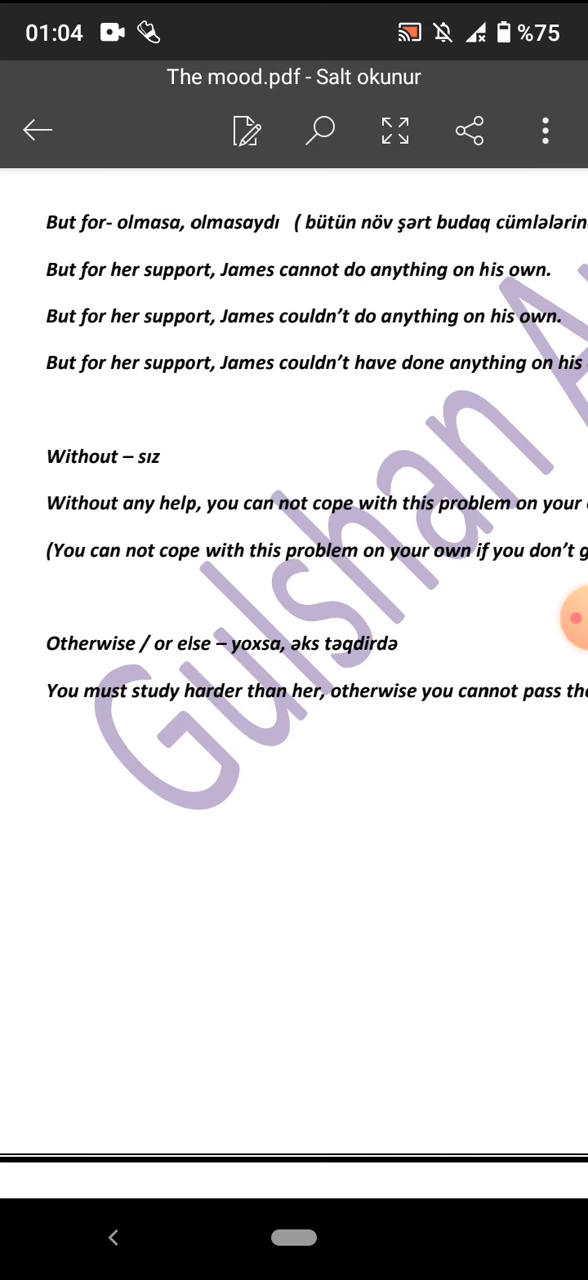 01:04 %75
The mood.pdf - Salt okunur
But for- olmasa, olmasaydı ( bütün növ şərt budaq cümlələrin
But for her support, James cannot do anything on his own.
But for her support, James couldn’t do anything on his own.
But for her support, James couldn’t have done anything on his
Without – sız
Without any help, you can not cope with this problem on your
(You can not cope with this problem on your own if you don’t g
Otherwise / or else – yoxsa, əks təqdirdə
You must study harder than her, otherwise you cannot pass the
Gulshan A